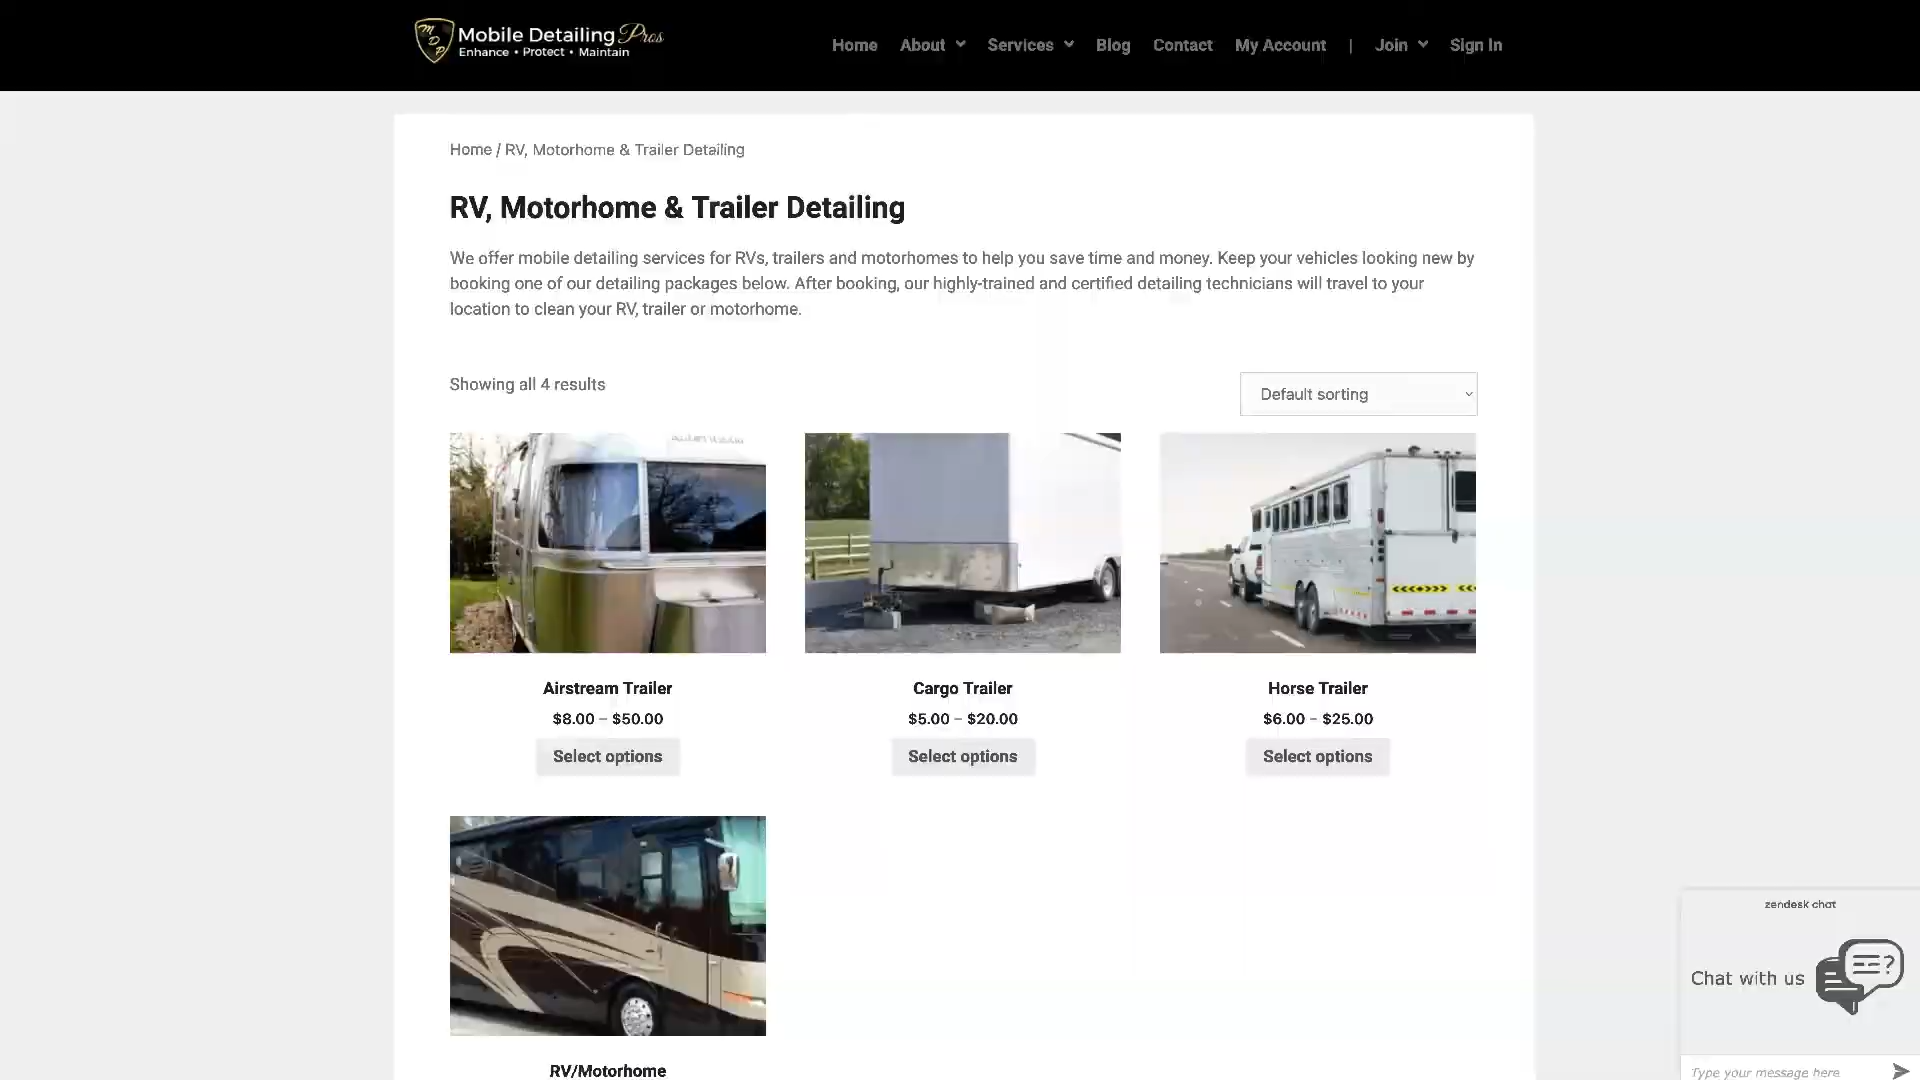 MDP
Mobile Detailing Pros
Enhance • Protect • Maintain
Home About Services Blog Contact My Account | Join Sign In
Home / RV, Motorhome & Trailer Detailing
RV, Motorhome & Trailer Detailing
We offer mobile detailing services for RVs, trailers and motorhomes to help you save time and money. Keep your vehicles looking new by
booking one of our detailing packages below. After booking, our highly-trained and certified detailing technicians will travel to your
location to clean your RV, trailer or motorhome.
Showing all 4 results
Default sorting
Airstream Trailer
$8.00 – $50.00
Select options
Cargo Trailer
$5.00 – $20.00
Select options
Horse Trailer
$6.00 – $25.00
Select options
RV/Motorhome
zendesk chat
Chat with us
Type your message here